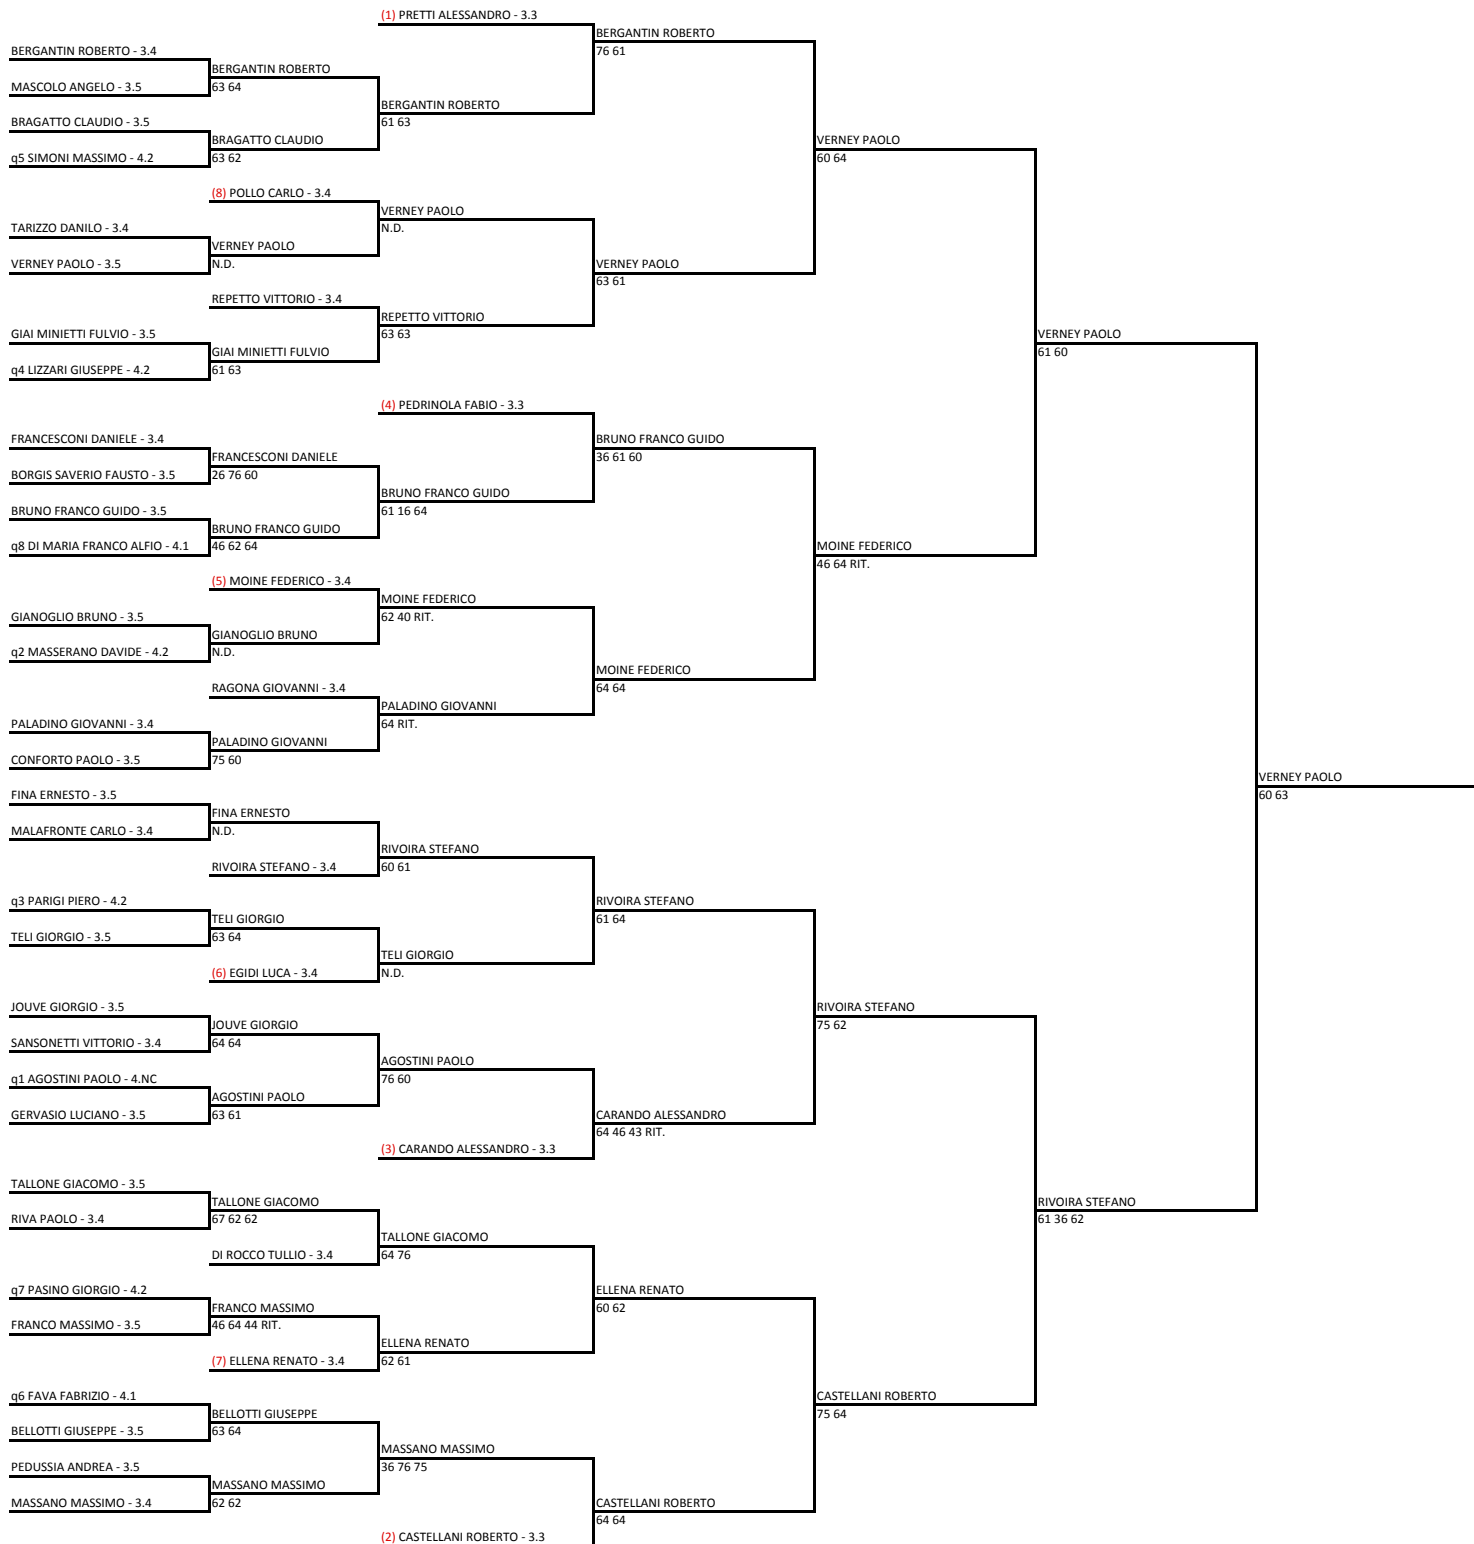 (1) PRETTI ALESSANDRO - 3.3
BERGANTIN ROBERTO
76 61
BERGANTIN ROBERTO - 3.4
BERGANTIN ROBERTO
63 64
MASCOLO ANGELO - 3.5
BERGANTIN ROBERTO
61 63
BRAGATTO CLAUDIO - 3.5
BRAGATTO CLAUDIO
63 62
q5 SIMONI MASSIMO - 4.2
VERNEY PAOLO
60 64
(8) POLLO CARLO - 3.4
VERNEY PAOLO
N.D.
TARIZZO DANILO - 3.4
VERNEY PAOLO
N.D.
VERNEY PAOLO - 3.5
VERNEY PAOLO
63 61
REPETTO VITTORIO - 3.4
REPETTO VITTORIO
63 63
GIAI MINIETTI FULVIO - 3.5
GIAI MINIETTI FULVIO
61 63
q4 LIZZARI GIUSEPPE - 4.2
VERNEY PAOLO
61 60
(4) PEDRINOLA FABIO - 3.3
BRUNO FRANCO GUIDO
36 61 60
FRANCESCONI DANIELE - 3.4
FRANCESCONI DANIELE
26 76 60
BORGIS SAVERIO FAUSTO - 3.5
BRUNO FRANCO GUIDO
61 16 64
BRUNO FRANCO GUIDO - 3.5
BRUNO FRANCO GUIDO
46 62 64
q8 DI MARIA FRANCO ALFIO - 4.1
MOINE FEDERICO
46 64 RIT.
(5) MOINE FEDERICO - 3.4
MOINE FEDERICO
62 40 RIT.
GIANOGLIO BRUNO - 3.5
GIANOGLIO BRUNO
N.D.
q2 MASSERANO DAVIDE - 4.2
MOINE FEDERICO
64 64
RAGONA GIOVANNI - 3.4
PALADINO GIOVANNI
64 RIT.
PALADINO GIOVANNI - 3.4
PALADINO GIOVANNI
75 60
CONFORTO PAOLO - 3.5
VERNEY PAOLO
60 63
FINA ERNESTO - 3.5
FINA ERNESTO
N.D.
MALAFRONTE CARLO - 3.4
RIVOIRA STEFANO
60 61
RIVOIRA STEFANO - 3.4
RIVOIRA STEFANO
61 64
q3 PARIGI PIERO - 4.2
TELI GIORGIO
63 64
TELI GIORGIO - 3.5
TELI GIORGIO
N.D.
(6) EGIDI LUCA - 3.4
RIVOIRA STEFANO
75 62
JOUVE GIORGIO - 3.5
JOUVE GIORGIO
64 64
SANSONETTI VITTORIO - 3.4
AGOSTINI PAOLO
76 60
q1 AGOSTINI PAOLO - 4.NC
AGOSTINI PAOLO
63 61
GERVASIO LUCIANO - 3.5
CARANDO ALESSANDRO
64 46 43 RIT.
(3) CARANDO ALESSANDRO - 3.3
TALLONE GIACOMO - 3.5
TALLONE GIACOMO
67 62 62
RIVA PAOLO - 3.4
RIVOIRA STEFANO
61 36 62
TALLONE GIACOMO
64 76
DI ROCCO TULLIO - 3.4
ELLENA RENATO
60 62
q7 PASINO GIORGIO - 4.2
FRANCO MASSIMO
46 64 44 RIT.
FRANCO MASSIMO - 3.5
ELLENA RENATO
62 61
(7) ELLENA RENATO - 3.4
CASTELLANI ROBERTO
75 64
q6 FAVA FABRIZIO - 4.1
BELLOTTI GIUSEPPE
63 64
BELLOTTI GIUSEPPE - 3.5
MASSANO MASSIMO
36 76 75
PEDUSSIA ANDREA - 3.5
MASSANO MASSIMO
62 62
MASSANO MASSIMO - 3.4
CASTELLANI ROBERTO
64 64
(2) CASTELLANI ROBERTO - 3.3